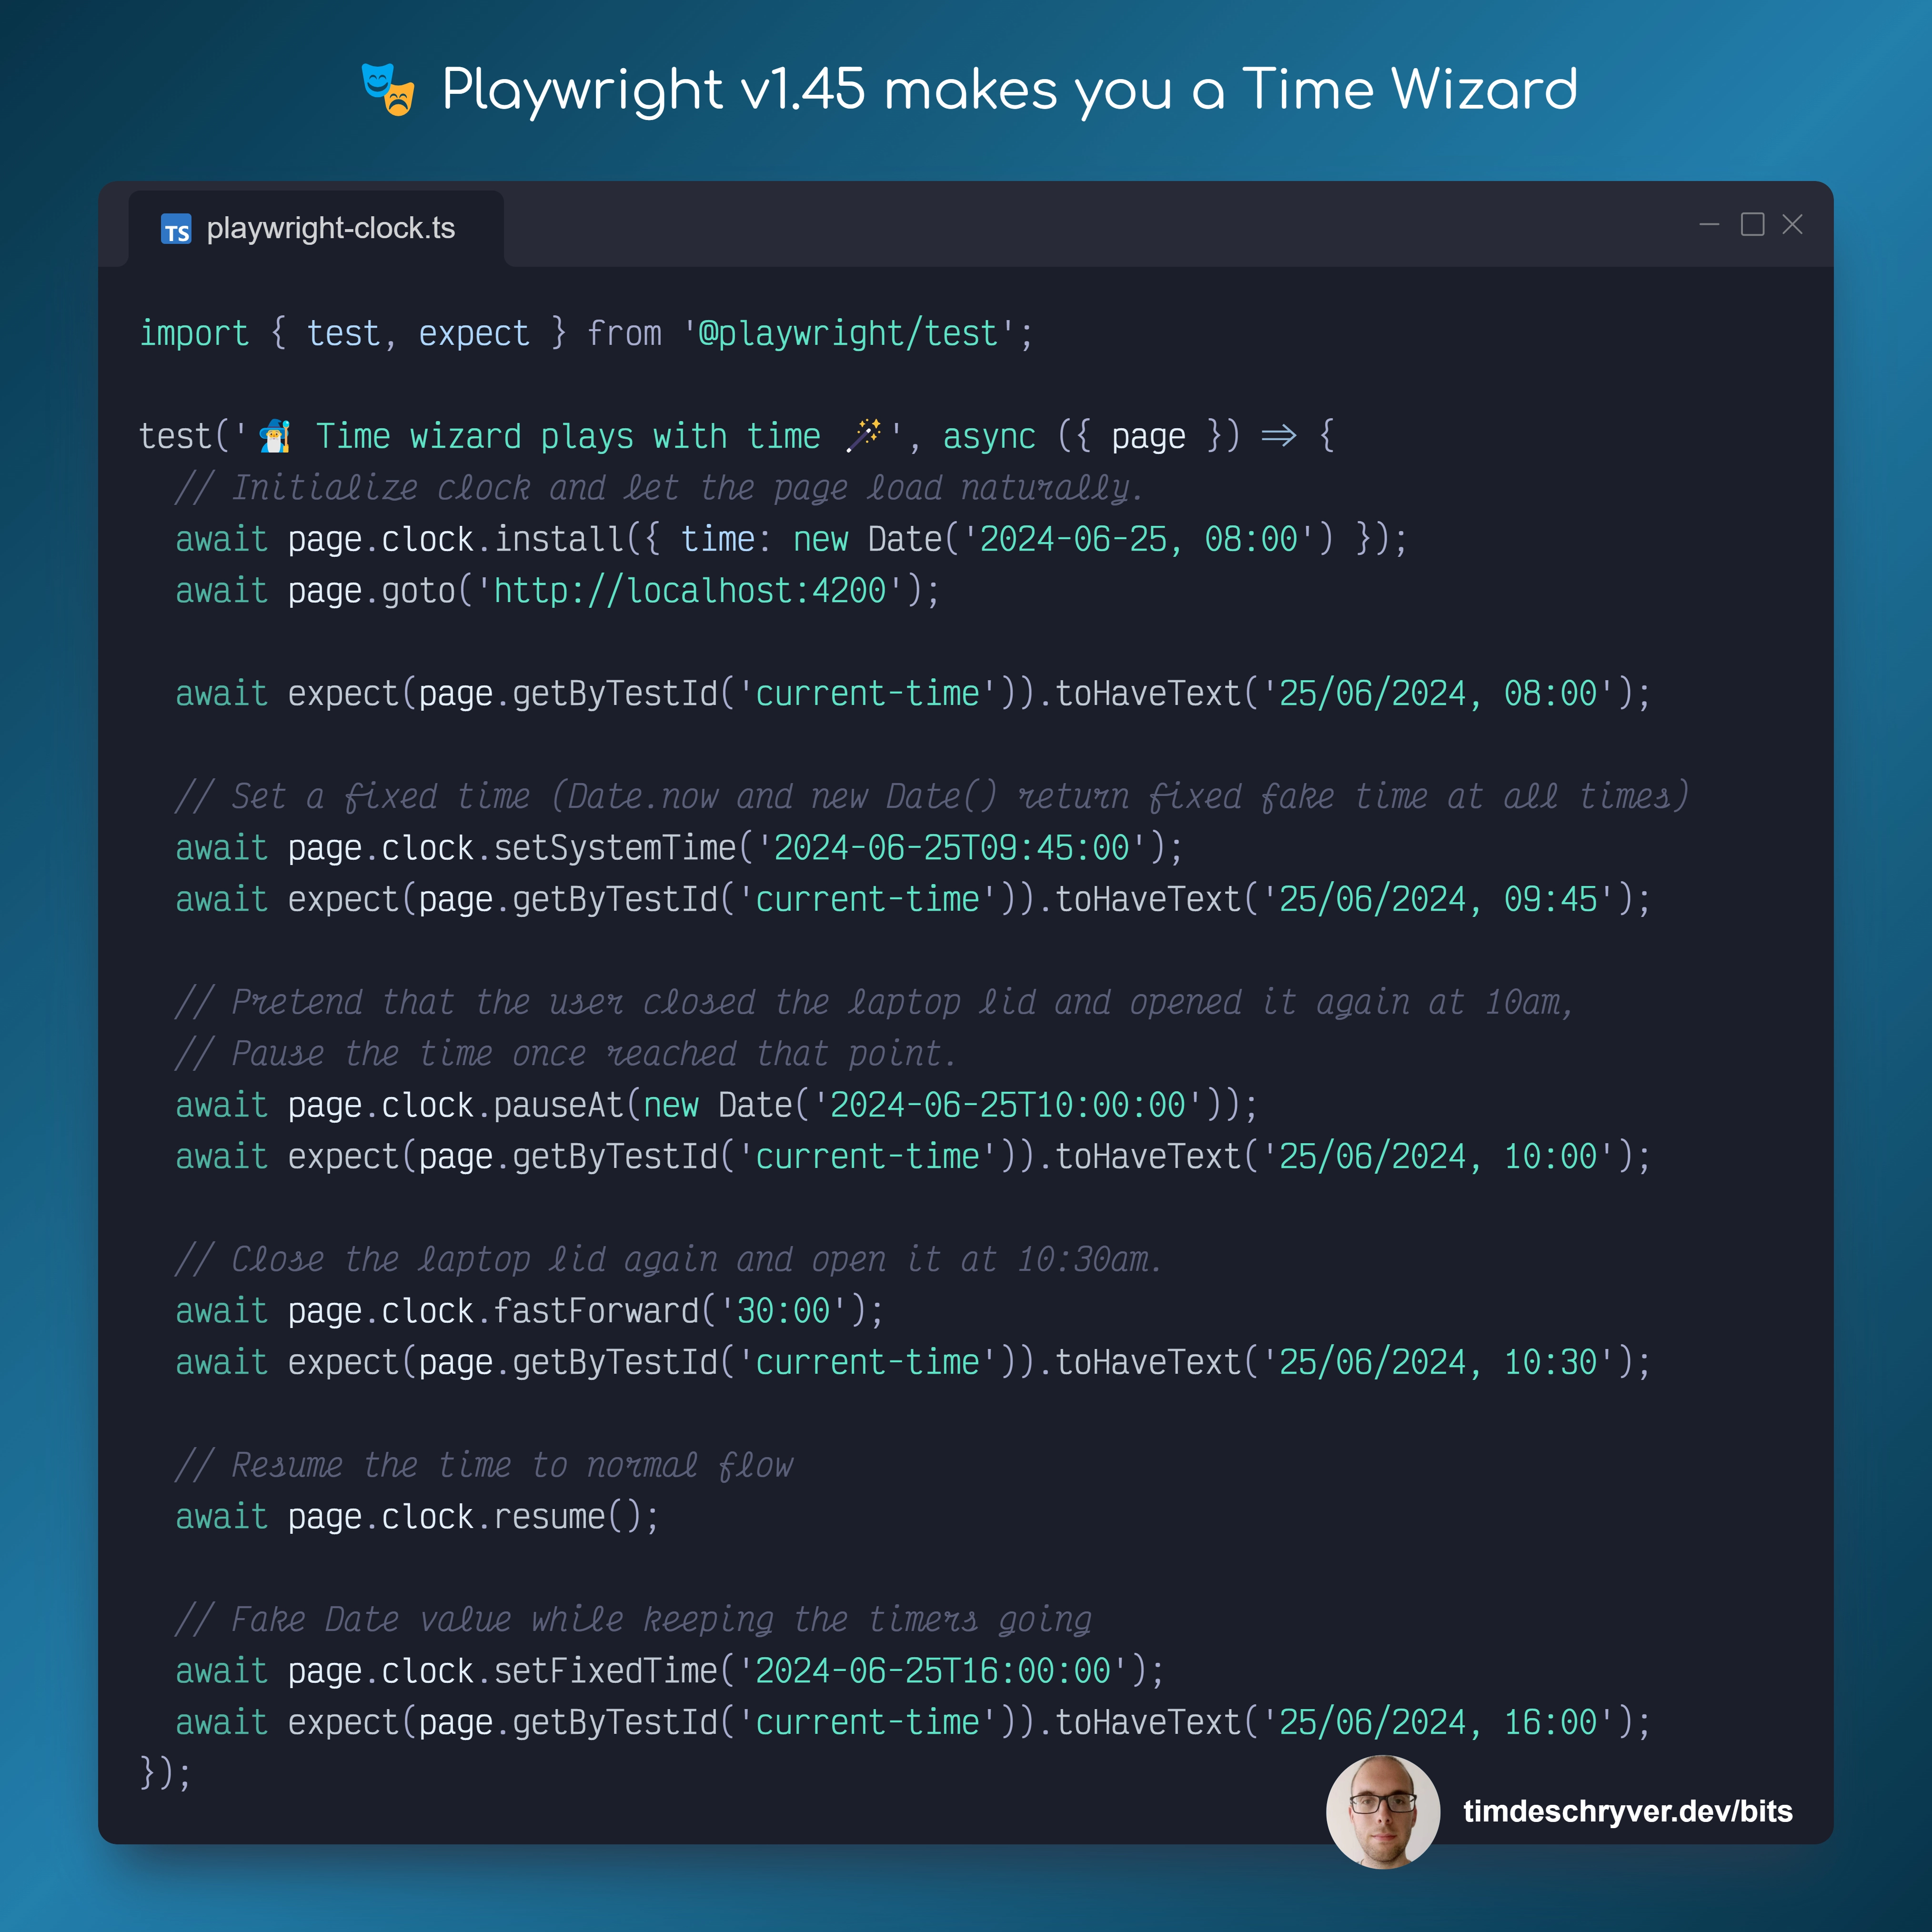 🎭 Playwright v1.45 makes you a Time Wizard
TS playwright-clock.ts
import { test, expect } from '@playwright/test';
test('🧙‍♂️ Time wizard plays with time 🪄', async ({ page }) => {
// Initialize clock and let the page load naturally.
await page.clock.install({ time: new Date('2024-06-25, 08:00') });
await page.goto('http://localhost:4200');
await expect(page.getByTestId('current-time')).toHaveText('25/06/2024, 08:00');
// Set a fixed time (Date.now and new Date() return fixed fake time at all times)
await page.clock.setSystemTime('2024-06-25T09:45:00');
await expect(page.getByTestId('current-time')).toHaveText('25/06/2024, 09:45');
// Pretend that the user closed the laptop lid and opened it again at 10am,
// Pause the time once reached that point.
await page.clock.pauseAt(new Date('2024-06-25T10:00:00'));
await expect(page.getByTestId('current-time')).toHaveText('25/06/2024, 10:00');
// Close the laptop lid again and open it at 10:30am.
await page.clock.fastForward('30:00');
await expect(page.getByTestId('current-time')).toHaveText('25/06/2024, 10:30');
// Resume the time to normal flow
await page.clock.resume();
// Fake Date value while keeping the timers going
await page.clock.setFixedTime('2024-06-25T16:00:00');
await expect(page.getByTestId('current-time')).toHaveText('25/06/2024, 16:00');
});
timdeschryver.dev/bits